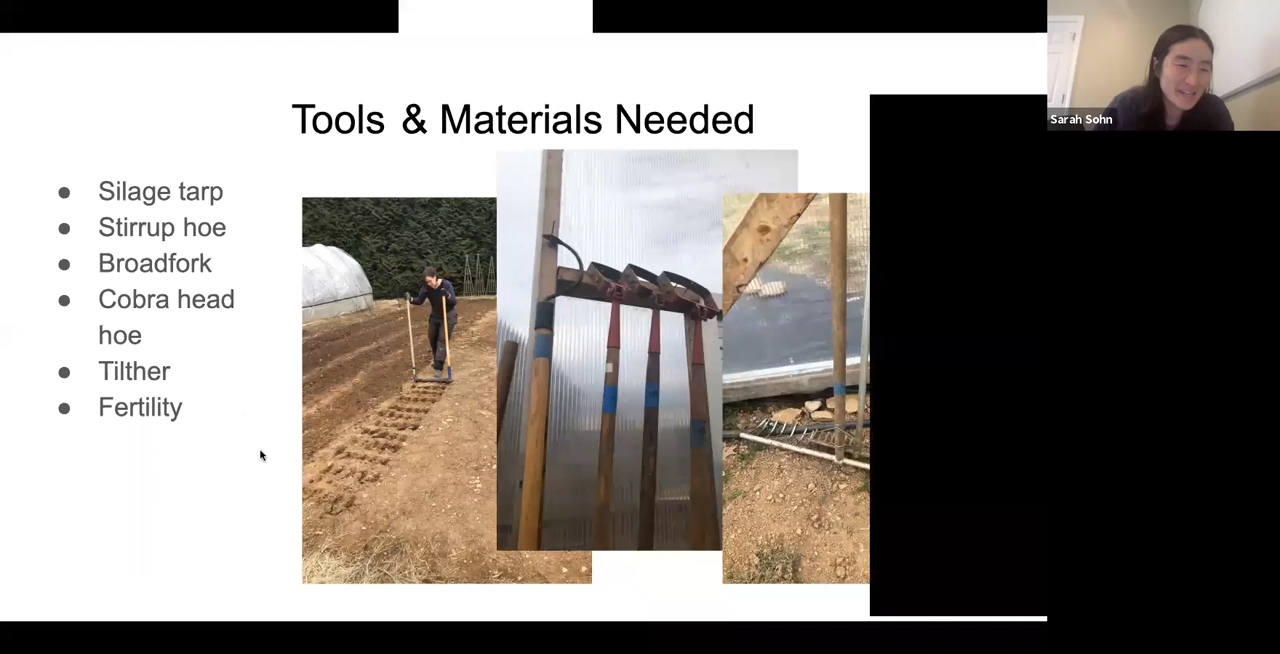 Tools & Materials Needed
● Silage tarp
● Stirrup hoe
● Broadfork
● Cobra head
hoe
● Tilther
● Fertility
Sarah Sohn